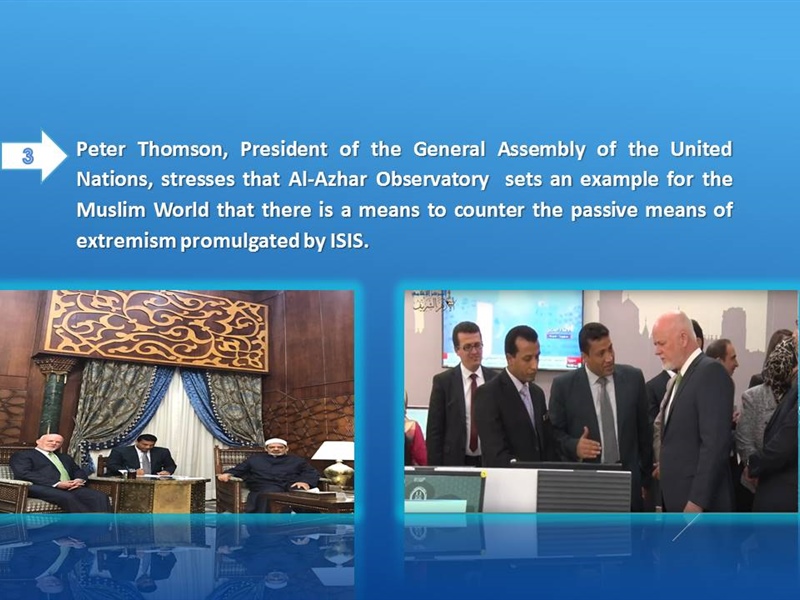 3
Peter Thomson, President of the General Assembly of the United
Nations, stresses that Al-Azhar Observatory sets an example for the
Muslim World that there is a means to counter the passive means of
extremism promulgated by ISIS.